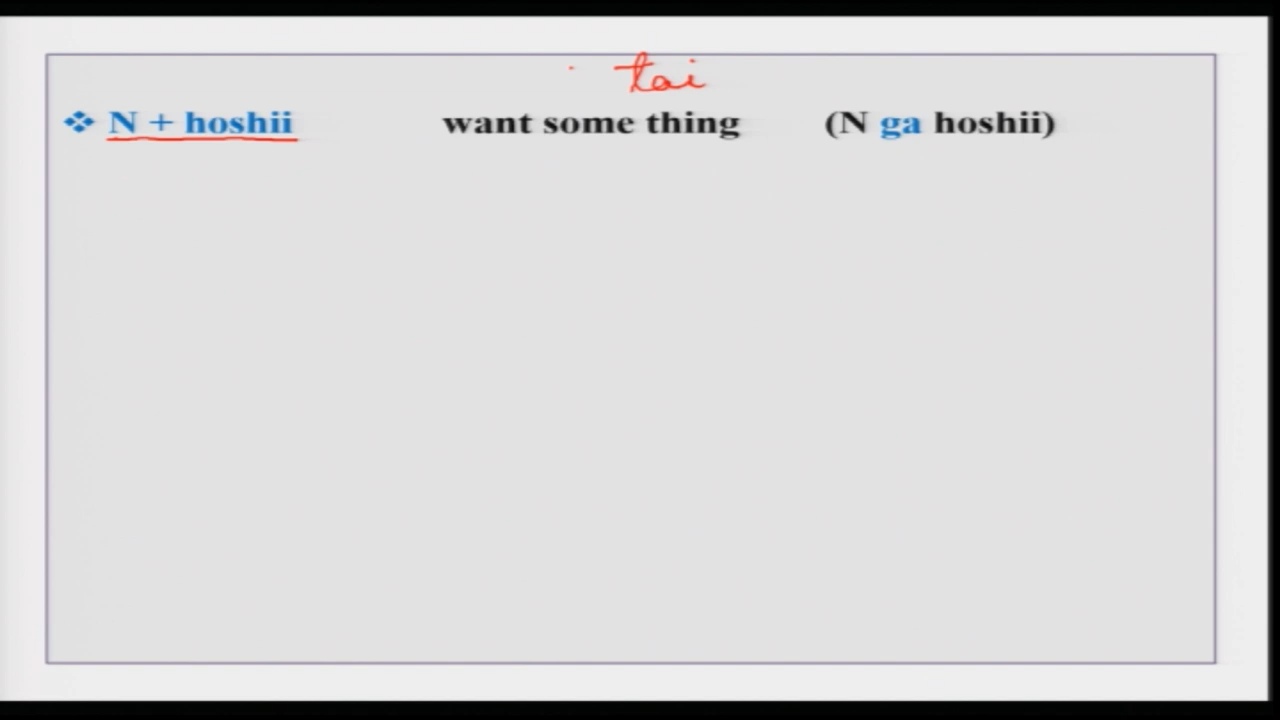 tai
❖ N + hoshii want some thing (N ga hoshii)